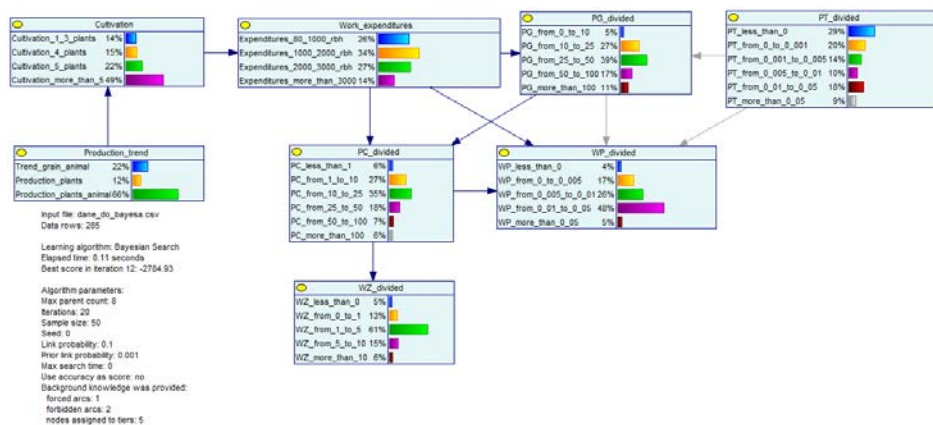 Cultivation
Cultivation_1_3_plants 14%
Cultivation_4_plants 15%
Cultivation_5_plants 22%
Cultivation_more_than_5 49%
Work_expenditures
Expenditures_80_1000_rbh 26%
Expenditures_1000_2000_rbh 34%
Expenditures_2000_3000_rbh 27%
Expenditures_more_than_3000 14%
PG_divided
PG_from_0_to_10 5%
PG_from_10_to_25 27%
PG_from_25_to_50 39%
PG_from_50_to_100 17%
PG_more_than_100 11%
PT_divided
PT_less_than_0 29%
PT_from_0_to_0_001 20%
PT_from_0_001_to_0_005 14%
PT_from_0_005_to_0_01 10%
PT_from_0_01_to_0_05 18%
PT_more_than_0_05 9%
Production_trend
Trend_grain_animal 22%
Production_plants 12%
Production_plants_animal 66%
PC_divided
PC_less_than_1 6%
PC_from_1_to_10 27%
PC_from_10_to_25 35%
PC_from_25_to_50 18%
PC_from_50_to_100 7%
PC_more_than_100 6%
WP_divided
WP_less_than_0 4%
WP_from_0_to_0_005 17%
WP_from_0_005_to_0_01 26%
WP_from_0_01_to_0_05 48%
WP_more_than_0_05 5%
WZ_divided
WZ_less_than_0 5%
WZ_from_0_to_1 13%
WZ_from_1_to_5 61%
WZ_from_5_to_10 15%
WZ_more_than_10 6%
Input file: dane_do_bayesa.csv
Data rows: 285
Learning algorithm: Bayesian Search
Elapsed time: 0.11 seconds
Best score in iteration 12: -2784.93
Algorithm parameters:
Max parent count: 8
Iterations: 20
Sample size: 50
Seed: 0
Link probability: 0.1
Prior link probability: 0.001
Max search time: 0
Use accuracy as score: no
Background knowledge was provided:
forced arcs: 1
forbidden arcs: 2
nodes assigned to tiers: 5